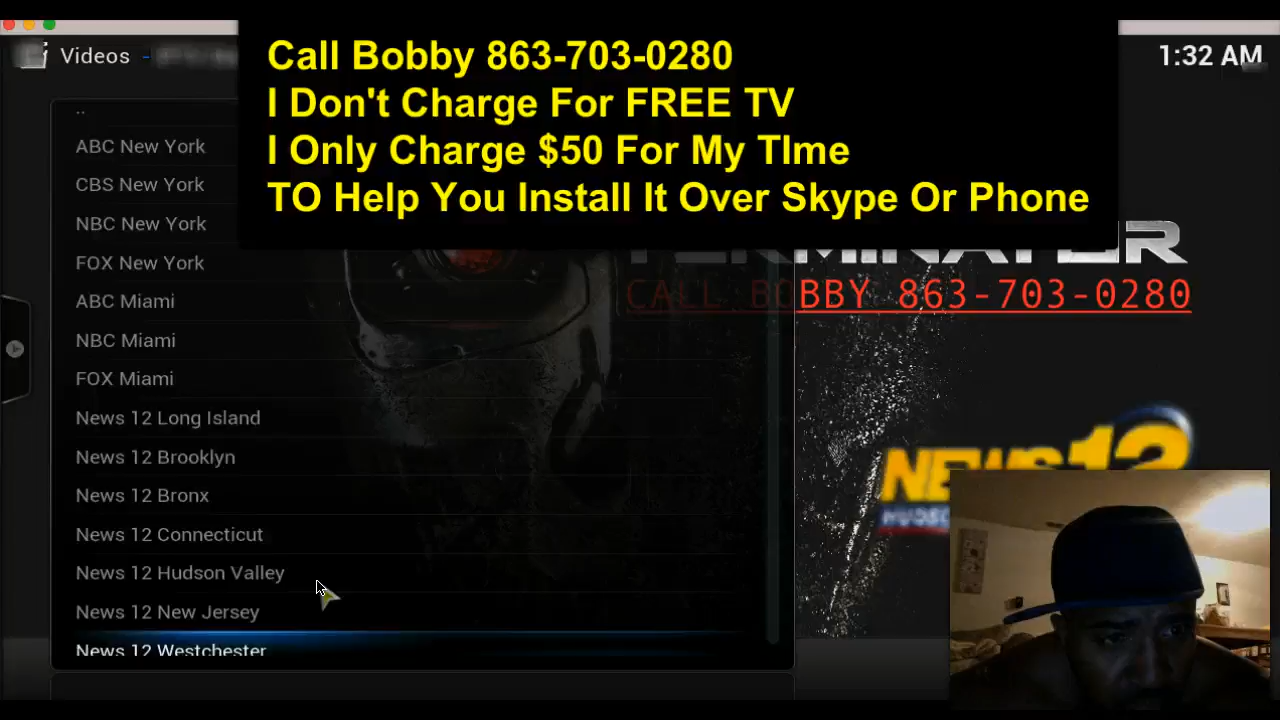 Call Bobby 863-703-0280
I Don't Charge For FREE TV
I Only Charge $50 For My TIme
TO Help You Install It Over Skype Or Phone
Videos -
1:32 AM
..
ABC New York
CBS New York
NBC New York
FOX New York
ABC Miami
NBC Miami
FOX Miami
News 12 Long Island
News 12 Brooklyn
News 12 Bronx
News 12 Connecticut
News 12 Hudson Valley
News 12 New Jersey
News 12 Westchester
TERMINATOR
CALL BOBBY 863-703-0280
NEWS 12